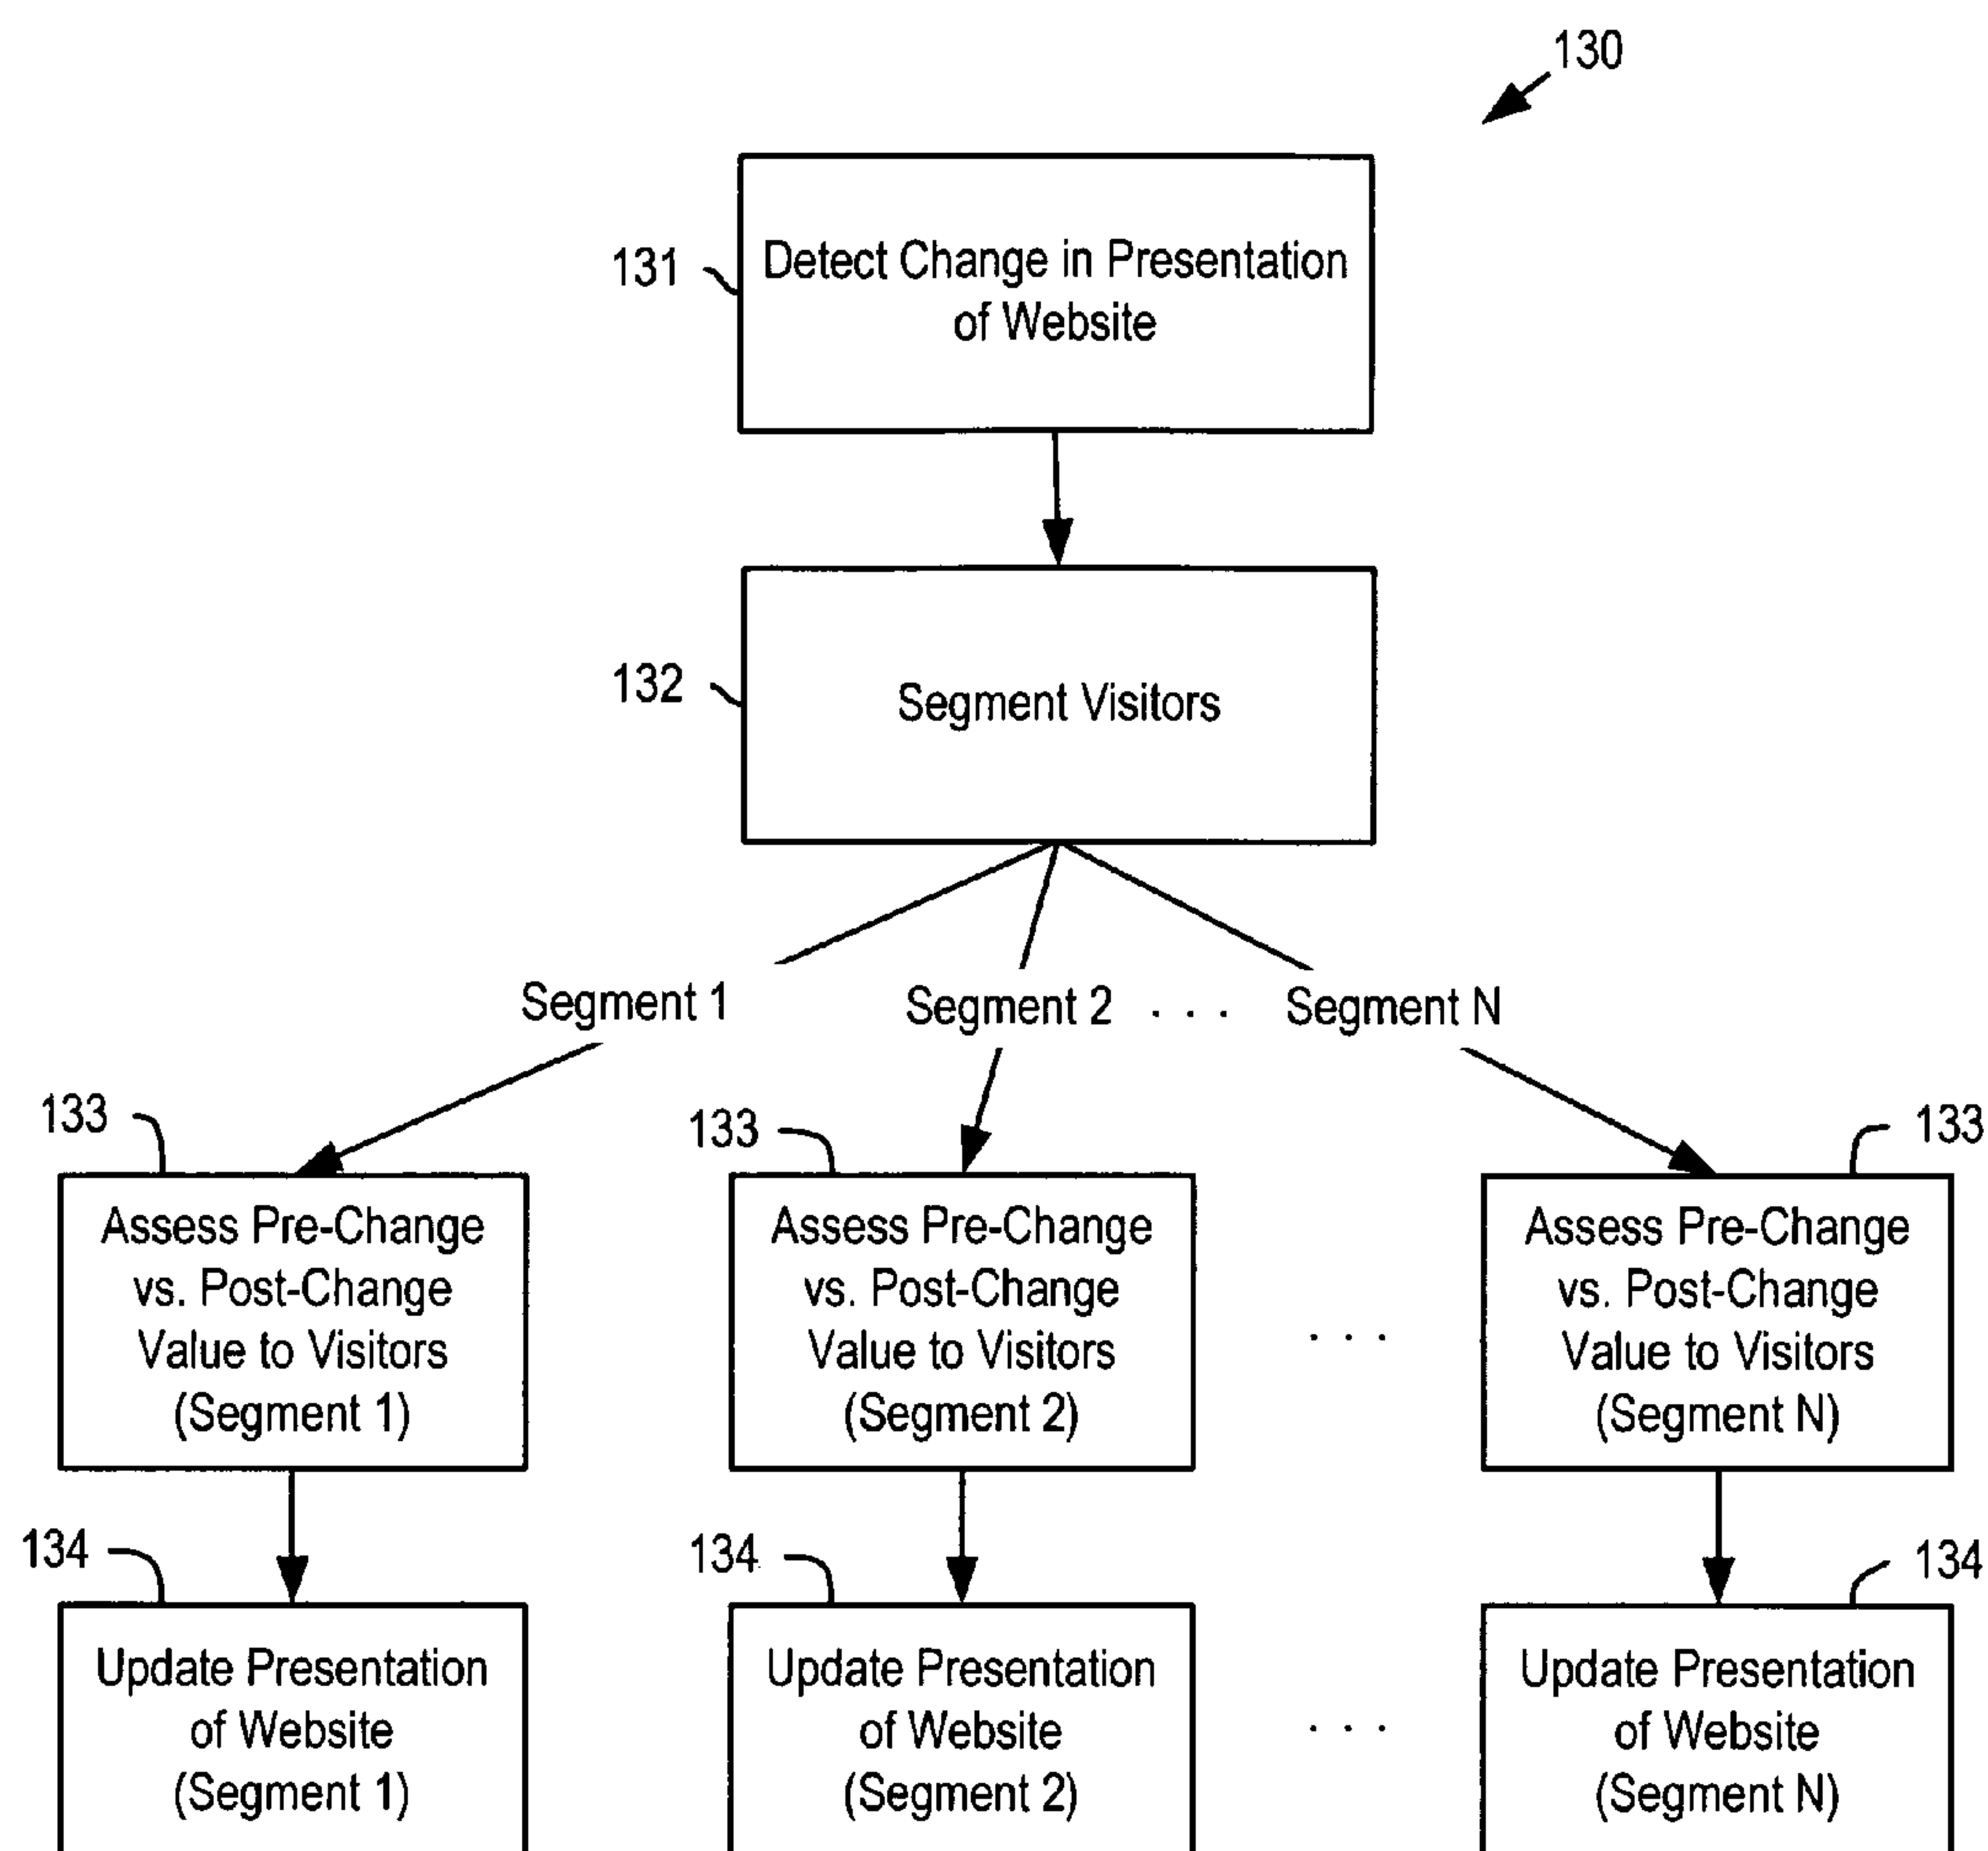 130
131
Detect Change in Presentation
of Website
132
Segment Visitors
Segment 1
Segment 2
. . .
Segment N
133
Assess Pre-Change
vs. Post-Change
Value to Visitors
(Segment 1)
133
Assess Pre-Change
vs. Post-Change
Value to Visitors
(Segment 2)
. . .
133
Assess Pre-Change
vs. Post-Change
Value to Visitors
(Segment N)
134
Update Presentation
of Website
(Segment 1)
134
Update Presentation
of Website
(Segment 2)
. . .
134
Update Presentation
of Website
(Segment N)